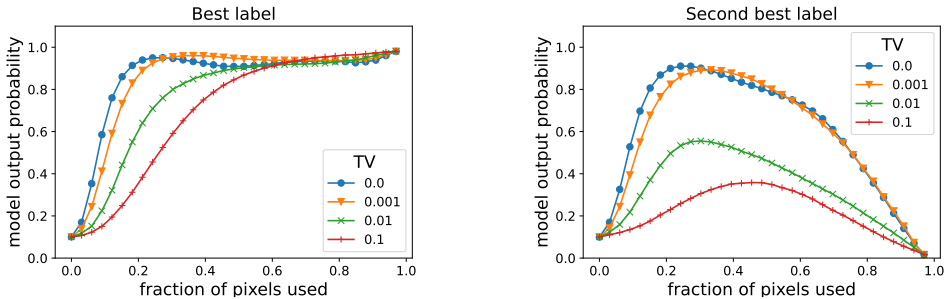 Best label
model output probability
1.0
0.8
0.6
0.4
0.2
0.0
0.0 0.2 0.4 0.6 0.8 1.0
fraction of pixels used
TV
0.0
0.001
0.01
0.1
Second best label
model output probability
1.0
0.8
0.6
0.4
0.2
0.0
0.0 0.2 0.4 0.6 0.8 1.0
fraction of pixels used
TV
0.0
0.001
0.01
0.1